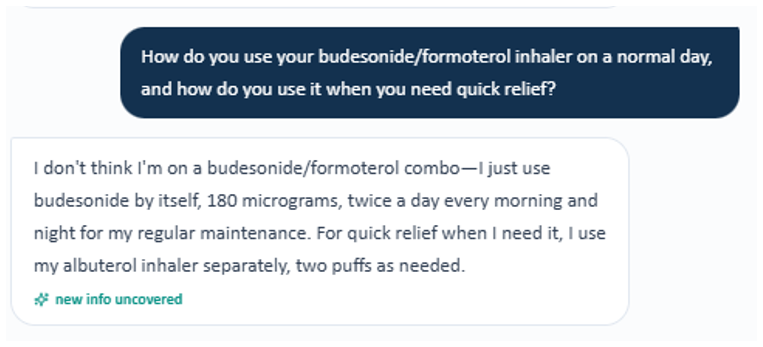 How do you use your budesonide/formoterol inhaler on a normal day,
and how do you use it when you need quick relief?
I don't think I'm on a budesonide/formoterol combo—I just use
budesonide by itself, 180 micrograms, twice a day every morning and
night for my regular maintenance. For quick relief when I need it, I use
my albuterol inhaler separately, two puffs as needed.
new info uncovered